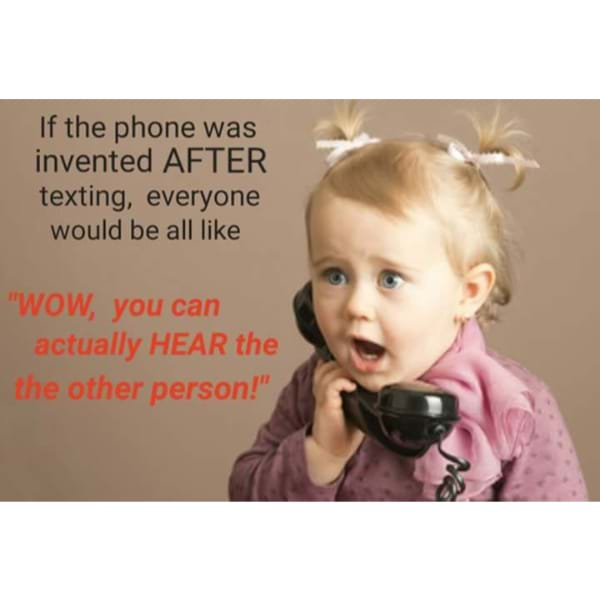 If the phone was
invented AFTER
texting, everyone
would be all like
"WOW, you can
actually HEAR the
the other person!"